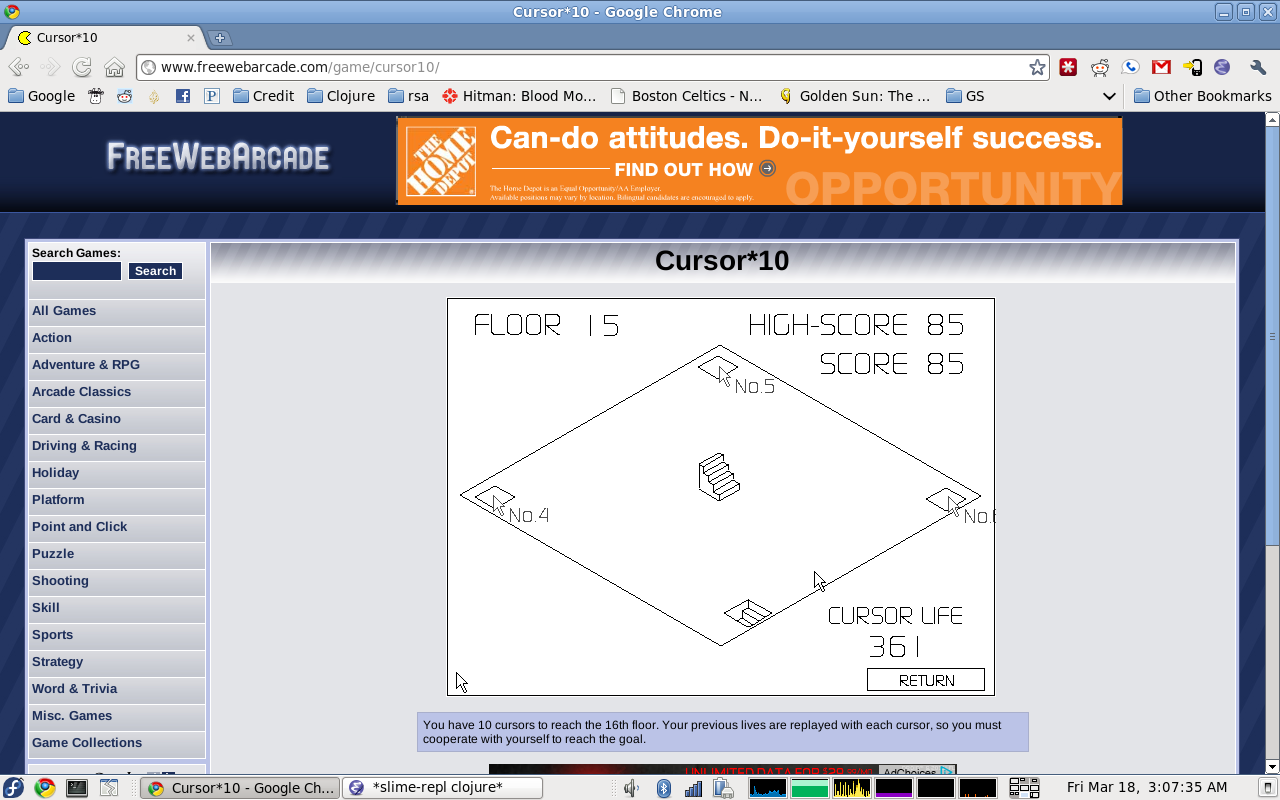 Cursor*10 - Google Chrome
Cursor*10
www.freewebarcade.com/game/cursor10/
Google Credit Clojure rsa Hitman: Blood Mo... Boston Celtics - N... Golden Sun: The ... GS Other Bookmarks
FREEWEBARCADE
THE HOME DEPOT
Can-do attitudes. Do-it-yourself success.
FIND OUT HOW
OPPORTUNITY
The Home Depot is an Equal Opportunity/AA Employer.
Available positions may vary by location. Bilingual candidates are encouraged to apply.
Search Games:
Search
All Games
Action
Adventure & RPG
Arcade Classics
Card & Casino
Driving & Racing
Holiday
Platform
Point and Click
Puzzle
Shooting
Skill
Sports
Strategy
Word & Trivia
Misc. Games
Game Collections
Cursor*10
FLOOR 15
HIGH-SCORE 85
SCORE 85
No.5
No.4
No.6
CURSOR LIFE
361
RETURN
You have 10 cursors to reach the 16th floor. Your previous lives are replayed with each cursor, so you must
cooperate with yourself to reach the goal.
AdChoices
Cursor*10 - Google Ch...
*slime-repl clojure*
Fri Mar 18, 3:07:35 AM